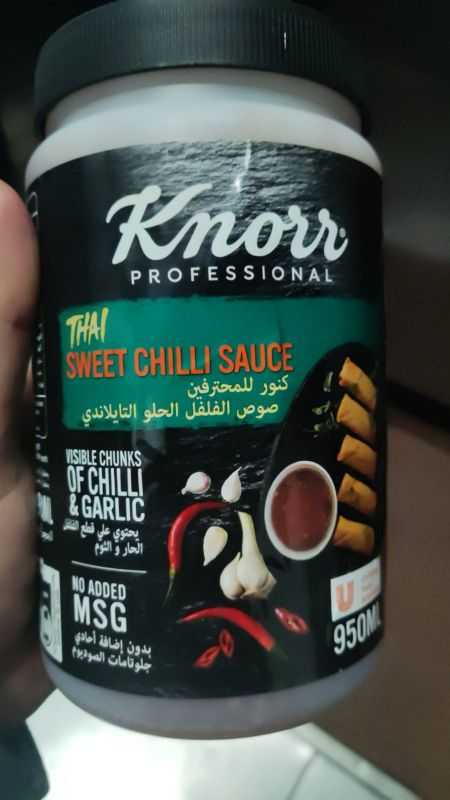 Knorr
PROFESSIONAL
THAI
SWEET CHILLI SAUCE
كنور للمحترفين
صوص الفلفل الحلو التايلاندي
VISIBLE CHUNKS
OF CHILLI
& GARLIC
يحتوي علي قطع الفلفل
الحار و الثوم
NO ADDED
MSG
بدون إضافة أحادي
جلوتامات الصوديوم
950ML